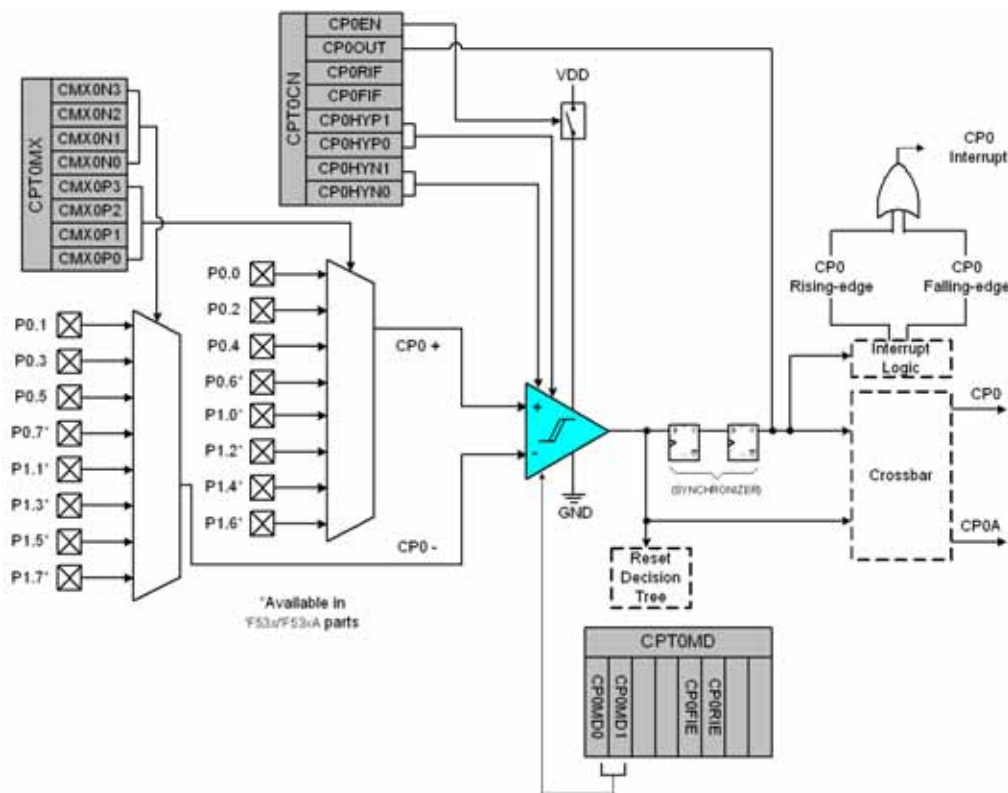 CPT0CN
CP0EN
CP0OUT
CP0RIF
CP0FIF
CP0HYP1
CP0HYP0
CP0HYN1
CP0HYN0
CPT0MX
CMX0N3
CMX0N2
CMX0N1
CMX0N0
CMX0P3
CMX0P2
CMX0P1
CMX0P0
VDD
CP0
Interrupt
CP0
Rising-edge
CP0
Falling-edge
Interrupt
Logic
P0.0
P0.2
P0.4
P0.6*
P1.0*
P1.2*
P1.4*
P1.6*
P0.1
P0.3
P0.5
P0.7*
P1.1*
P1.3*
P1.5*
P1.7*
CP0 +
CP0 -
+
-
GND
(SYNCHRONIZER)
Crossbar
CP0
CP0A
Reset
Decision
Tree
*Available in
'F53x/'F53xA parts
CPT0MD
CP0MD0
CP0MD1
CP0FIE
CP0RIE